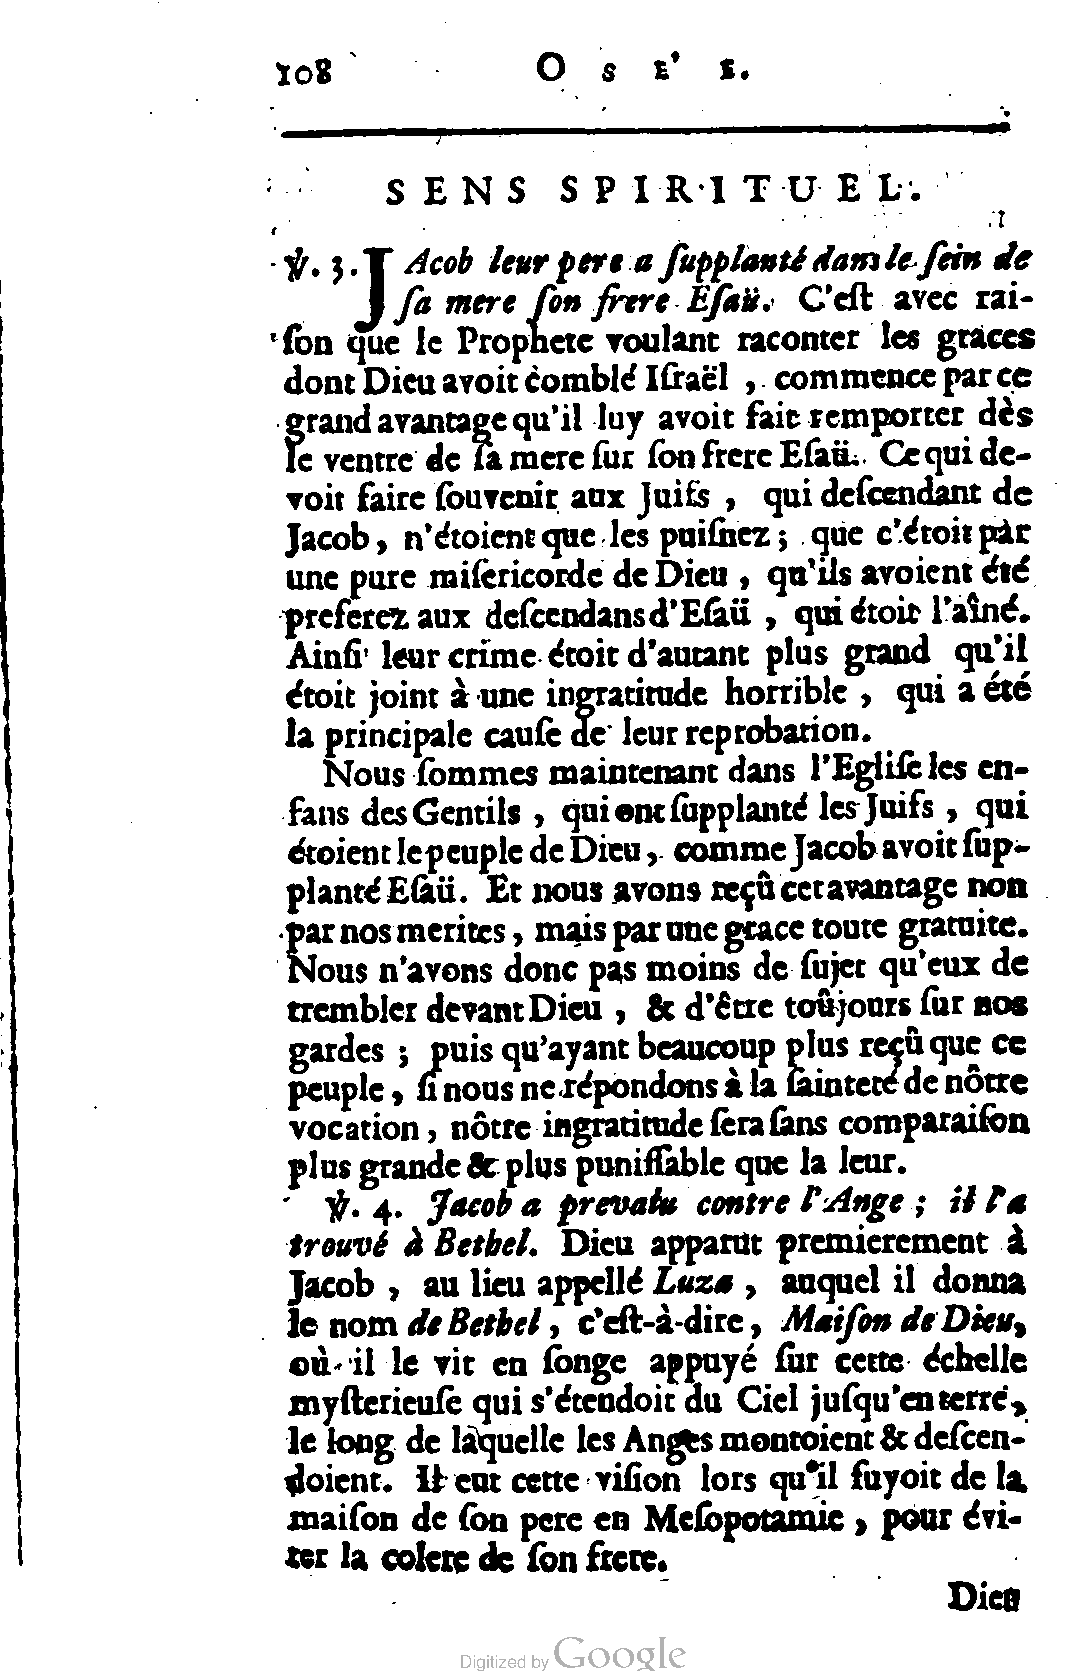 108 OSE'E.
SENS SPIRITUEL.
℣. 3. JAcob leur pere a ſupplanté dans le ſein de
ſa mere ſon frere Eſaü. C'eſt avec rai-
ſon que le Prophete voulant raconter les graces
dont Dieu avoit comblé Iſraël, commence par ce
grand avantage qu'il luy avoit fait remporter dès
le ventre de ſa mere ſur ſon frere Eſaü. Ce qui de-
voit faire ſouvenir aux Juifs, qui deſcendant de
Jacob, n'étoient que les puiſnez; que c'étoit par
une pure miſericorde de Dieu, qu'ils avoient été
preferez aux deſcendans d'Eſaü, qui étoit l'aîné.
Ainſi leur crime étoit d'autant plus grand qu'il
étoit joint à une ingratitude horrible, qui a été
la principale cauſe de leur reprobation.
Nous ſommes maintenant dans l'Egliſe les en-
fans des Gentils, qui ont ſupplanté les Juifs, qui
étoient le peuple de Dieu, comme Jacob avoit ſup-
planté Eſaü. Et nous avons reçû cet avantage non
par nos merites, mais par une grace toute gratuite.
Nous n'avons donc pas moins de ſujet qu'eux de
trembler devant Dieu, & d'être toûjours ſur nos
gardes; puis qu'ayant beaucoup plus reçû que ce
peuple, ſi nous ne répondons à la ſainteté de nôtre
vocation, nôtre ingratitude ſera ſans comparaiſon
plus grande & plus puniſſable que la leur.
℣. 4. Jacob a prevalu contre l'Ange; il l'a
trouvé à Bethel. Dieu apparut premierement à
Jacob, au lieu appellé Luza, auquel il donna
le nom de Bethel, c'eſt-à-dire, Maiſon de Dieu,
où il le vit en ſonge appuyé ſur cette échelle
myſterieuſe qui s'étendoit du Ciel juſqu'en terre,
le long de laquelle les Anges montoient & deſcen-
doient. Il eut cette viſion lors qu'il fuyoit de la
maiſon de ſon pere en Meſopotamie, pour évi-
ter la colere de ſon frere.
Dieu
Digitized by Google